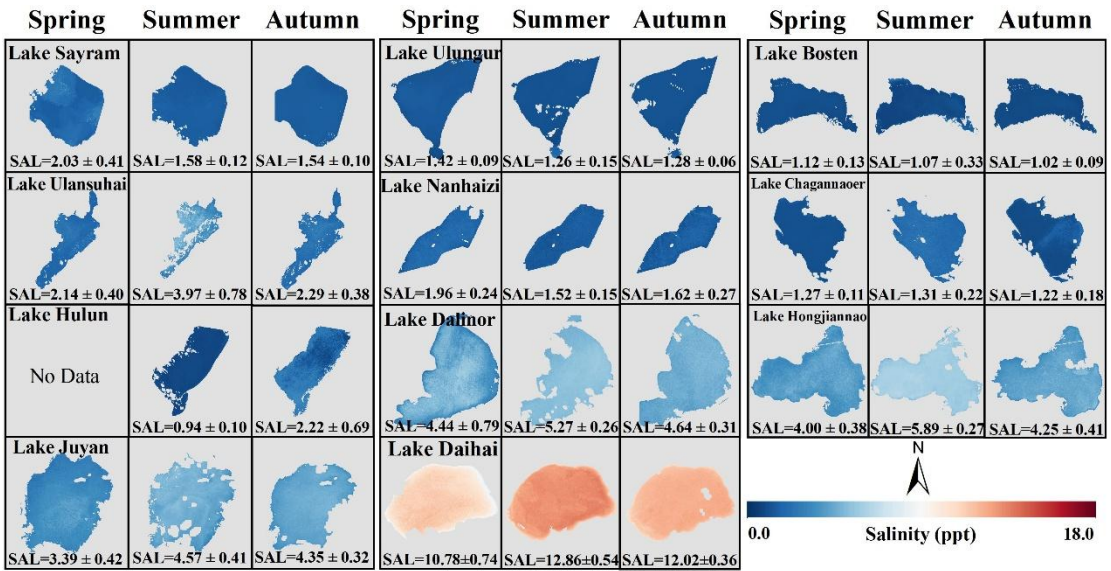 Spring Summer Autumn Spring Summer Autumn Spring Summer Autumn
Lake Sayram Lake Ulungur Lake Bosten
SAL=2.03 ± 0.41 SAL=1.58 ± 0.12 SAL=1.54 ± 0.10 SAL=1.42 ± 0.09 SAL=1.26 ± 0.15 SAL=1.28 ± 0.06 SAL=1.12 ± 0.13 SAL=1.07 ± 0.33 SAL=1.02 ± 0.09
Lake Ulansuhai Lake Nanhaizi Lake Chagannaoer
SAL=2.14 ± 0.40 SAL=3.97 ± 0.78 SAL=2.29 ± 0.38 SAL=1.96 ± 0.24 SAL=1.52 ± 0.15 SAL=1.62 ± 0.27 SAL=1.27 ± 0.11 SAL=1.31 ± 0.22 SAL=1.22 ± 0.18
Lake Hulun Lake Dalinor Lake Hongjiannao
No Data
SAL=0.94 ± 0.10 SAL=2.22 ± 0.69 SAL=4.44 ± 0.79 SAL=5.27 ± 0.26 SAL=4.64 ± 0.31 SAL=4.00 ± 0.38 SAL=5.89 ± 0.27 SAL=4.25 ± 0.41
Lake Juyan Lake Daihai
N
SAL=3.39 ± 0.42 SAL=4.57 ± 0.41 SAL=4.35 ± 0.32 SAL=10.78±0.74 SAL=12.86±0.54 SAL=12.02±0.36
0.0 Salinity (ppt) 18.0